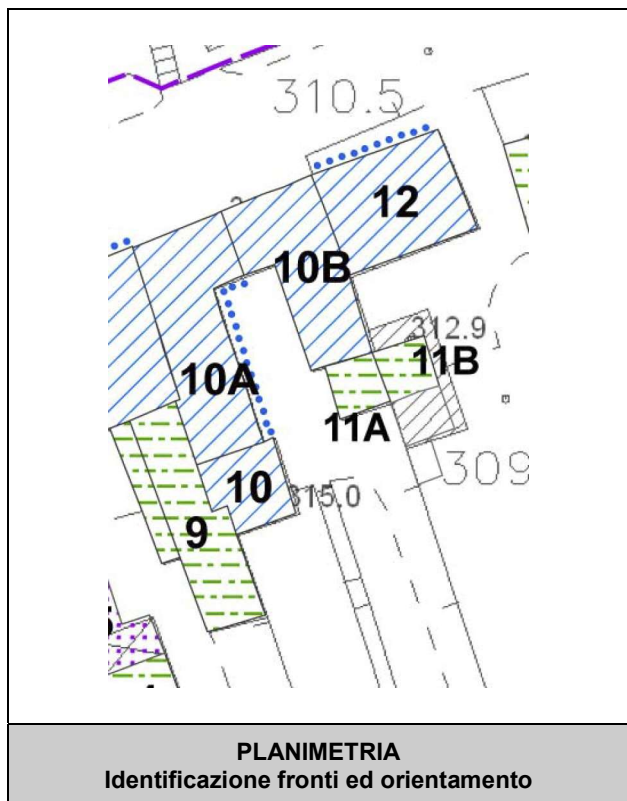 310.5
12
10B
312.9
11B
10A
11A
309
10
315.0
9
PLANIMETRIA
Identificazione fronti ed orientamento